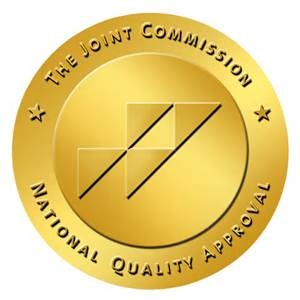 The Joint Commission
National Quality Approval